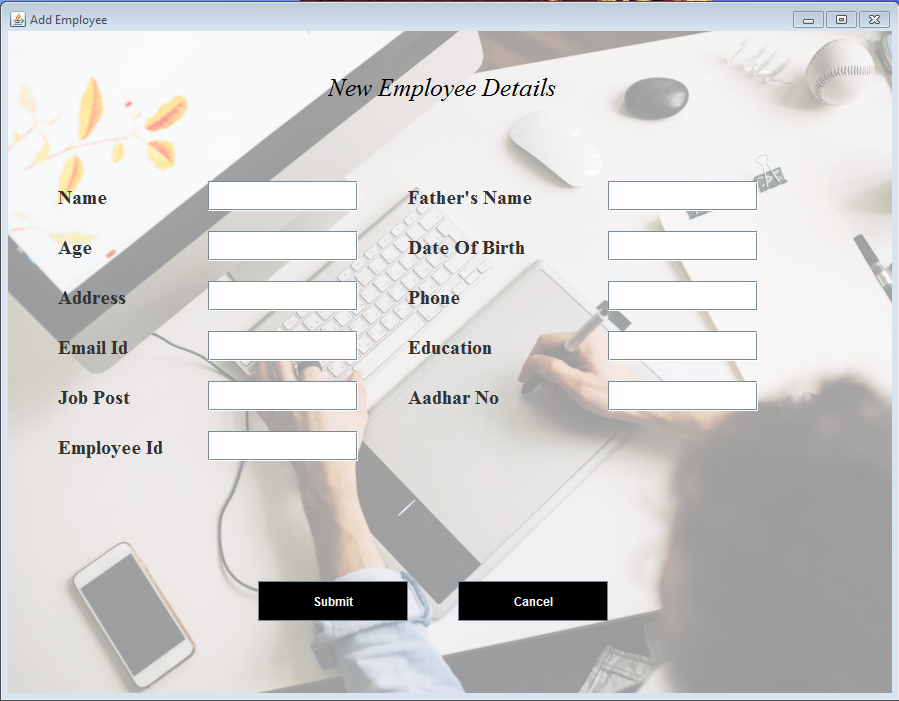 Add Employee
New Employee Details
Name Father's Name
Age Date Of Birth
Address Phone
Email Id Education
Job Post Aadhar No
Employee Id
Submit Cancel